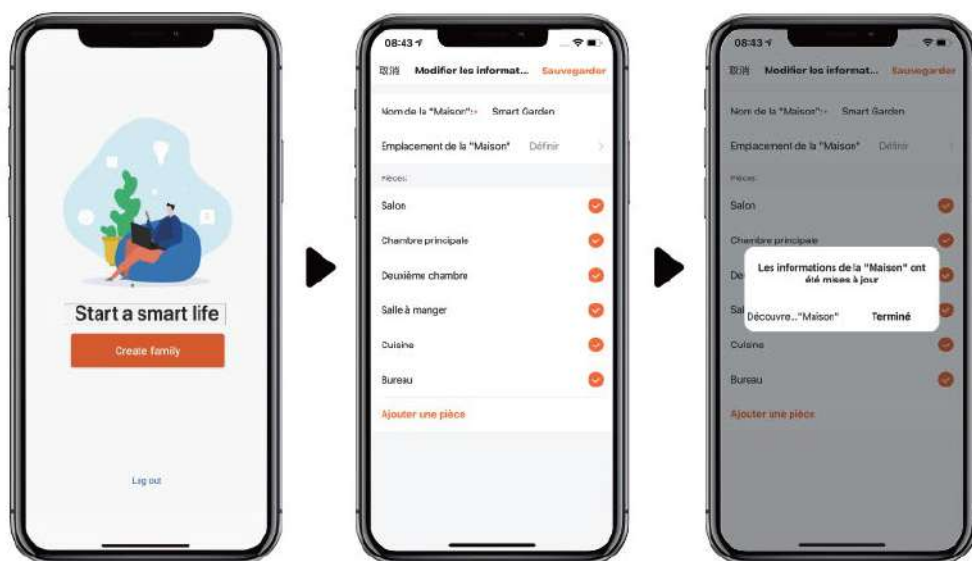 Start a smart life
Create family
Log out
08:43
取消 Modifier les informat... Sauvegarder
Nom de la "Maison":* Smart Garden
Emplacement de la "Maison" Définir
Pièces
Salon
Chambre principale
Deuxième chambre
Salle à manger
Cuisine
Bureau
Ajouter une pièce
08:43
取消 Modifier les informat... Sauvegarder
Nom de la "Maison":* Smart Garden
Emplacement de la "Maison" Définir
Pièces
Salon
Chambre principale
De
Les informations de la "Maison" ont
été mises à jour
Sal
Découvre..."Maison" Terminé
Cuisine
Bureau
Ajouter une pièce